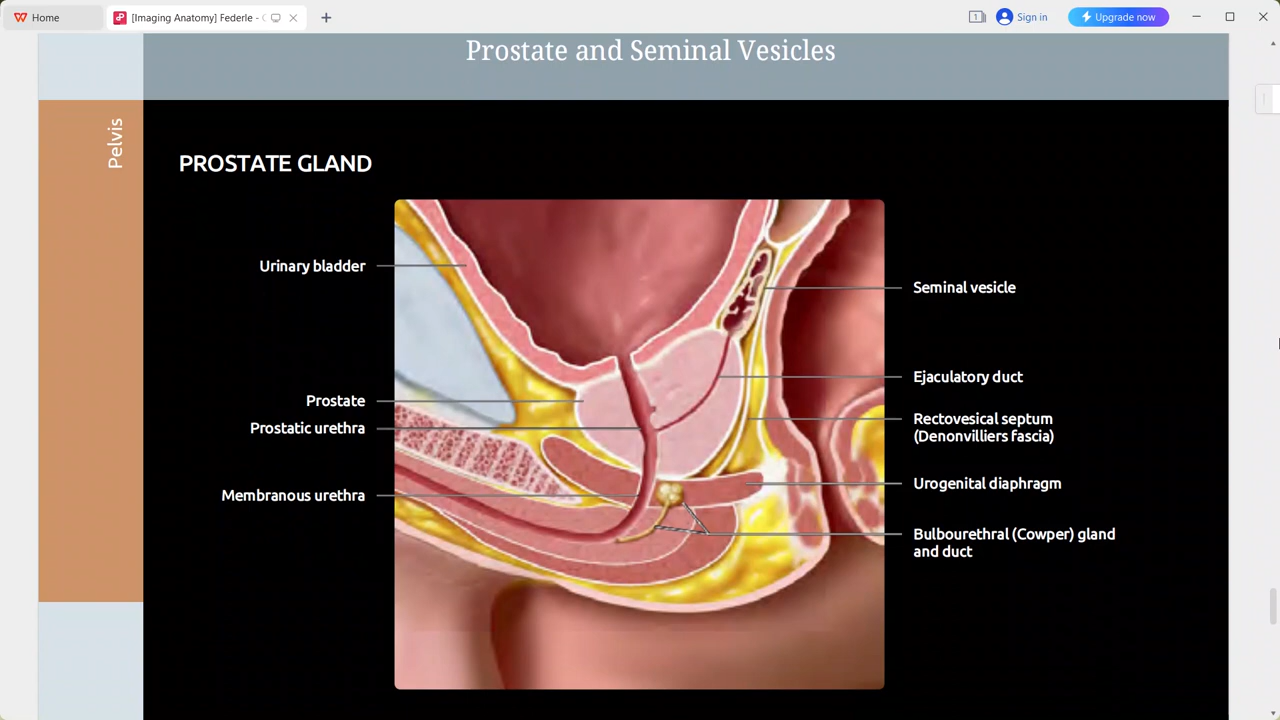 Home
[Imaging Anatomy] Federle -
1
Sign in
Upgrade now
Prostate and Seminal Vesicles
Pelvis
PROSTATE GLAND
Urinary bladder
Seminal vesicle
Ejaculatory duct
Prostate
Rectovesical septum
(Denonvilliers fascia)
Prostatic urethra
Urogenital diaphragm
Membranous urethra
Bulbourethral (Cowper) gland
and duct